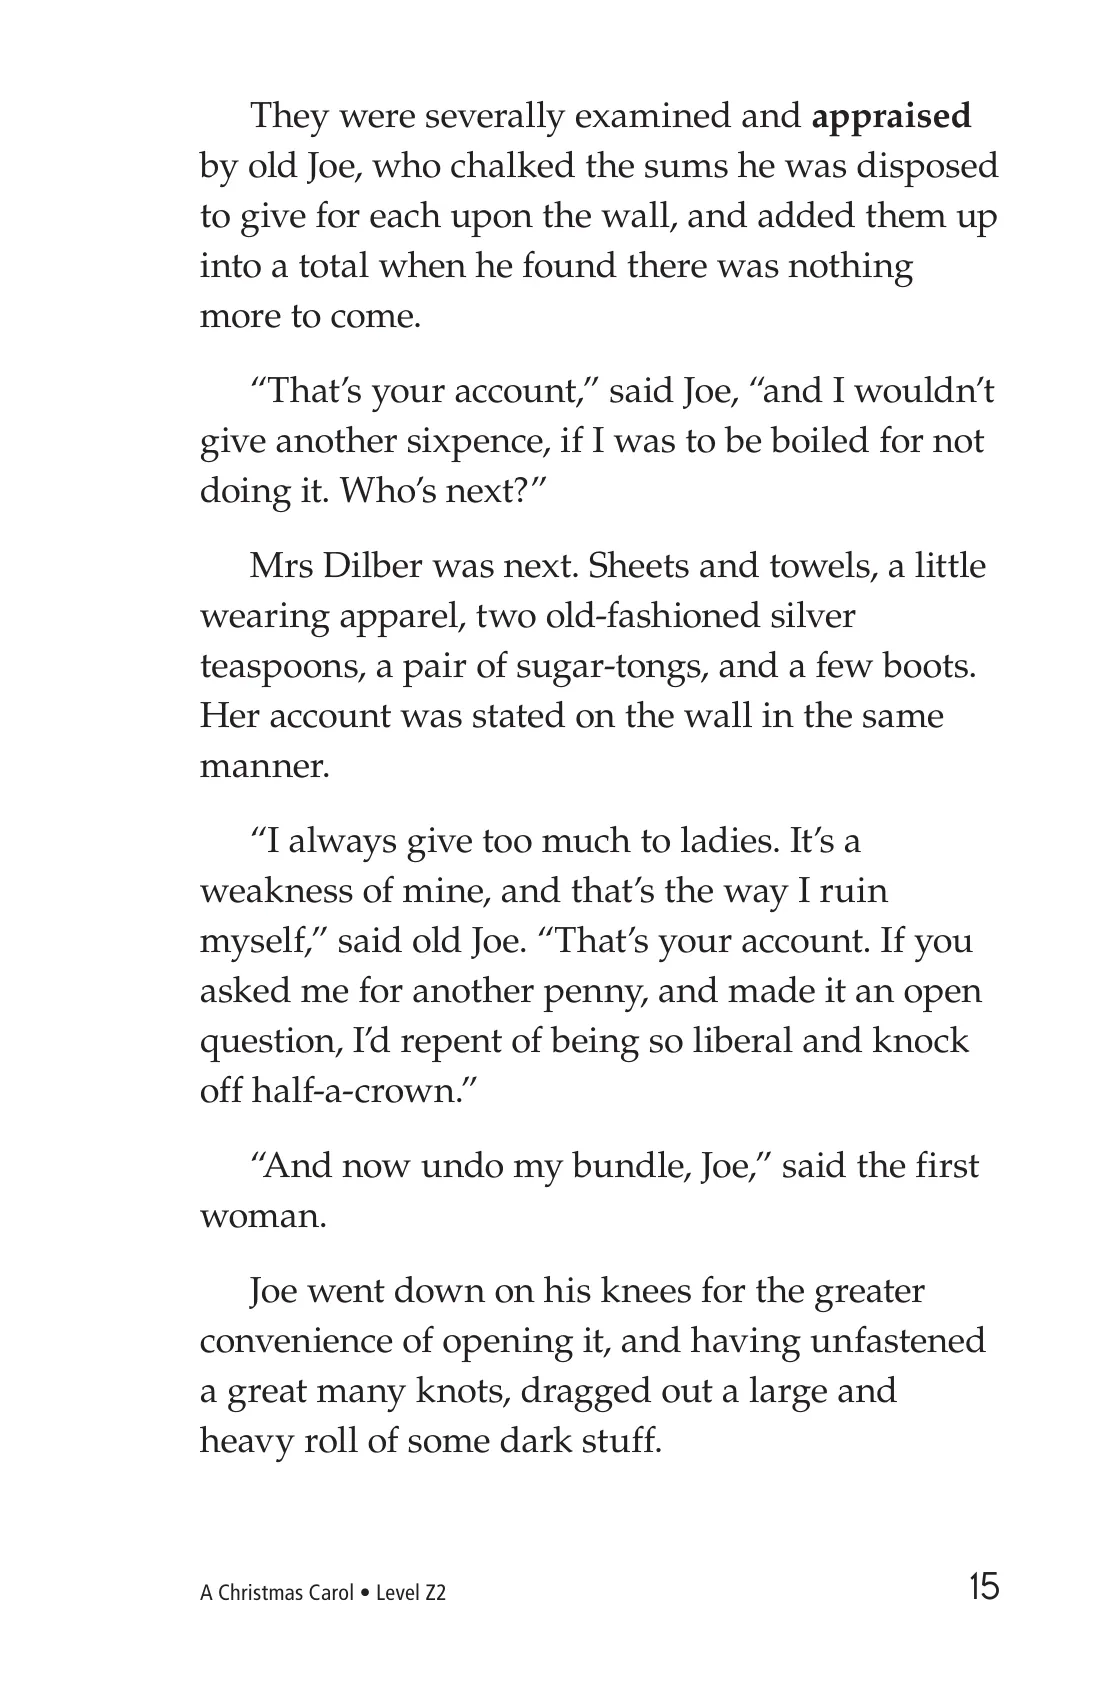 They were severally examined and appraised
by old Joe, who chalked the sums he was disposed
to give for each upon the wall, and added them up
into a total when he found there was nothing
more to come.
“That’s your account,” said Joe, “and I wouldn’t
give another sixpence, if I was to be boiled for not
doing it. Who’s next?”
Mrs Dilber was next. Sheets and towels, a little
wearing apparel, two old-fashioned silver
teaspoons, a pair of sugar-tongs, and a few boots.
Her account was stated on the wall in the same
manner.
“I always give too much to ladies. It’s a
weakness of mine, and that’s the way I ruin
myself,” said old Joe. “That’s your account. If you
asked me for another penny, and made it an open
question, I’d repent of being so liberal and knock
off half-a-crown.”
“And now undo my bundle, Joe,” said the first
woman.
Joe went down on his knees for the greater
convenience of opening it, and having unfastened
a great many knots, dragged out a large and
heavy roll of some dark stuff.
A Christmas Carol • Level Z2 15